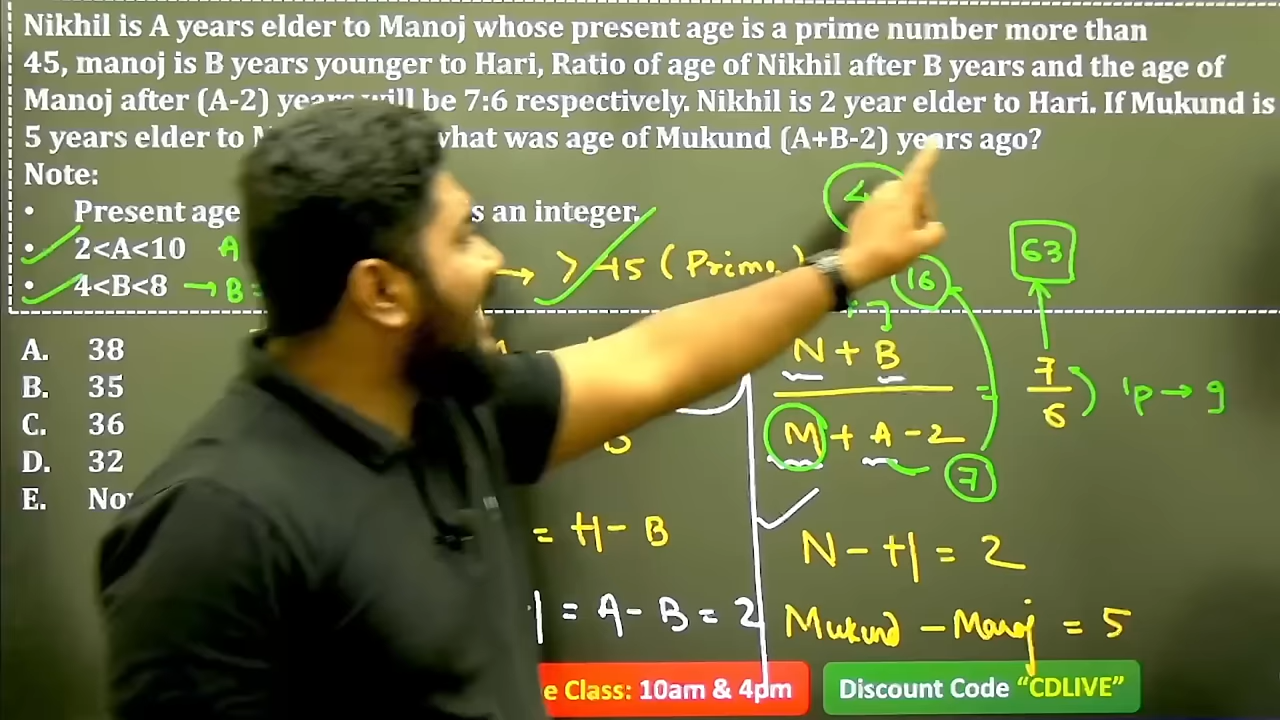 Nikhil is A years elder to Manoj whose present age is a prime number more than
45, manoj is B years younger to Hari, Ratio of age of Nikhil after B years and the age of
Manoj after (A-2) years will be 7:6 respectively. Nikhil is 2 year elder to Hari. If Mukund is
5 years elder to what was age of Mukund (A+B-2) years ago?
Note:
• Present age s an integer.
• 2<A<10 A
• 4<B<8 → B =
→ > 45 (Prime)
16
63
A. 38
B. 35
C. 36
D. 32
E.
7
N + B
M + A - 2
7
7
6
1p → 9
= H - B
N - H = 2
= A - B = 2
Mukund - Manoj = 5
e Class: 10am & 4pm
Discount Code "CDLIVE"